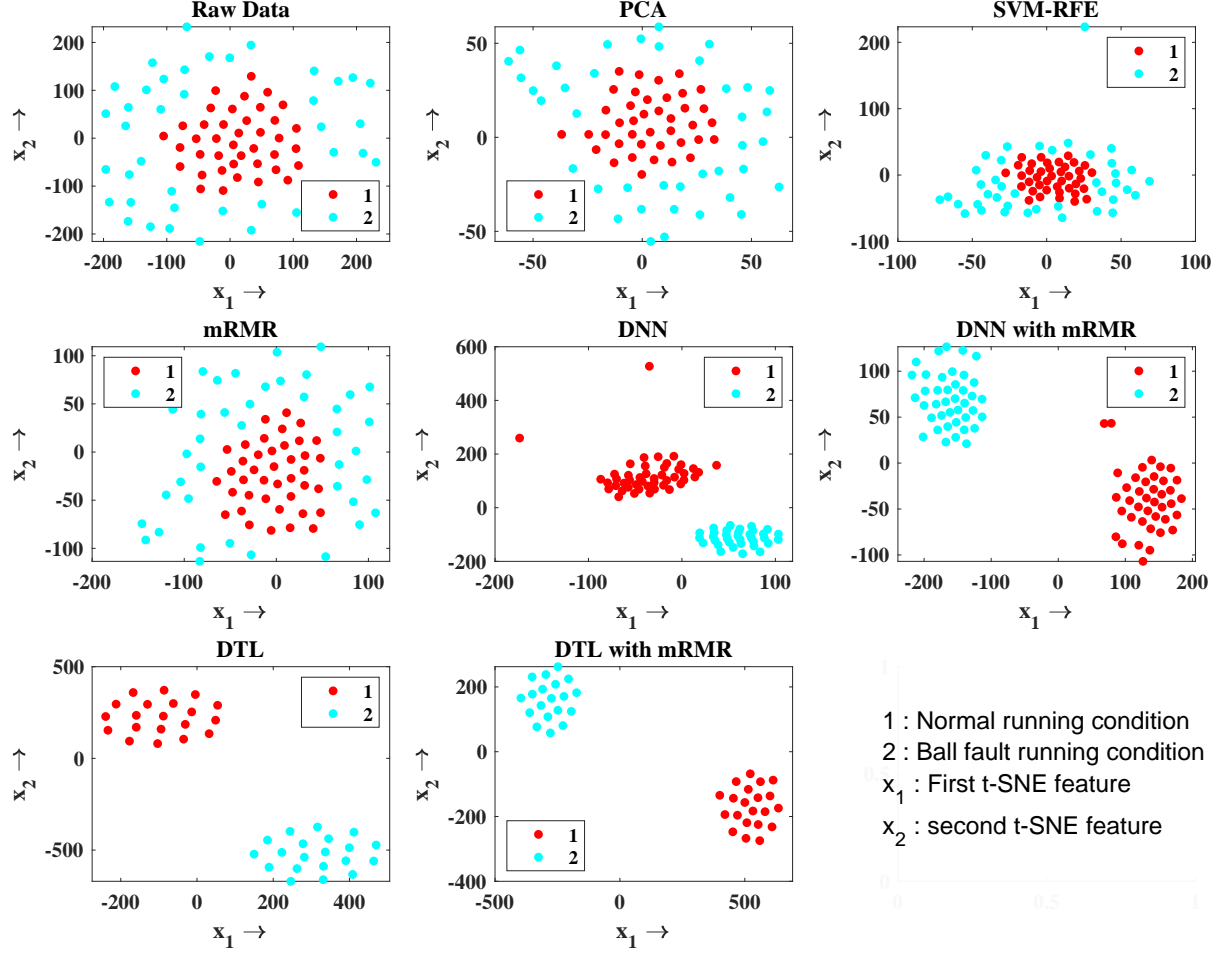 Raw Data
200
100
0
-100
-200
x2 →
-200 -100 0 100 200
x1 →
1
2
PCA
50
0
-50
-50 0 50
x1 →
x2 →
1
2
SVM-RFE
200
100
0
-100
-100 -50 0 50 100
x1 →
x2 →
1
2
mRMR
100
50
0
-50
-100
-200 -100 0 100
x1 →
x2 →
1
2
DNN
600
400
200
0
-200
-200 -100 0 100
x1 →
x2 →
1
2
DNN with mRMR
100
50
0
-50
-100
-200 -100 0 100 200
x1 →
x2 →
1
2
DTL
500
0
-500
-200 0 200 400
x1 →
x2 →
1
2
DTL with mRMR
200
0
-200
-400
-500 0 500
x1 →
x2 →
1
2
1 : Normal running condition
2 : Ball fault running condition
x1 : First t-SNE feature
x2 : second t-SNE feature
1
0
0 0.5 1